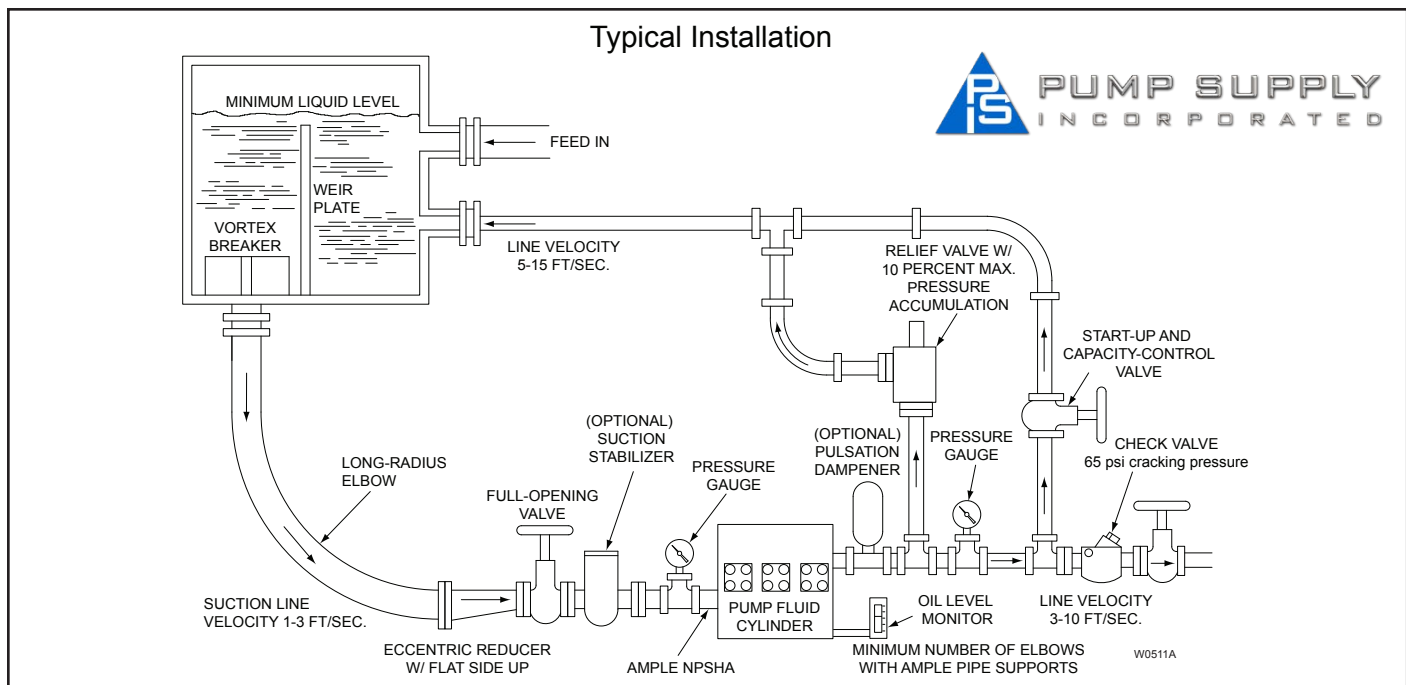 Typical Installation
PiS
PUMP SUPPLY
INCORPORATED
MINIMUM LIQUID LEVEL
FEED IN
WEIR
PLATE
VORTEX
BREAKER
LINE VELOCITY
5-15 FT/SEC.
RELIEF VALVE W/
10 PERCENT MAX.
PRESSURE
ACCUMULATION
START-UP AND
CAPACITY-CONTROL
VALVE
(OPTIONAL)
SUCTION
STABILIZER
(OPTIONAL)
PULSATION
DAMPENER
PRESSURE
GAUGE
CHECK VALVE
65 psi cracking pressure
LONG-RADIUS
ELBOW
PRESSURE
GAUGE
FULL-OPENING
VALVE
SUCTION LINE
VELOCITY 1-3 FT/SEC.
PUMP FLUID
CYLINDER
OIL LEVEL
MONITOR
LINE VELOCITY
3-10 FT/SEC.
ECCENTRIC REDUCER
W/ FLAT SIDE UP
AMPLE NPSHA
MINIMUM NUMBER OF ELBOWS
WITH AMPLE PIPE SUPPORTS
W0511A